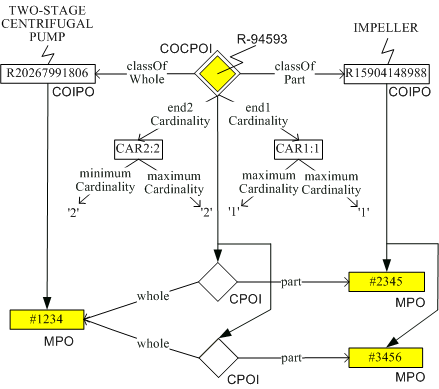 TWO-STAGE
CENTRIFUGAL
PUMP
R-94593
IMPELLER
COCPOI
R20267991806
classOf
Whole
classOf
Part
R15904148988
COIPO
COIPO
end2
Cardinality
end1
Cardinality
CAR2:2
CAR1:1
minimum
Cardinality
maximum
Cardinality
maximum
Cardinality
maximum
Cardinality
'2'
'2'
'1'
'1'
whole
CPOI
part
#2345
MPO
#1234
MPO
whole
CPOI
part
#3456
MPO